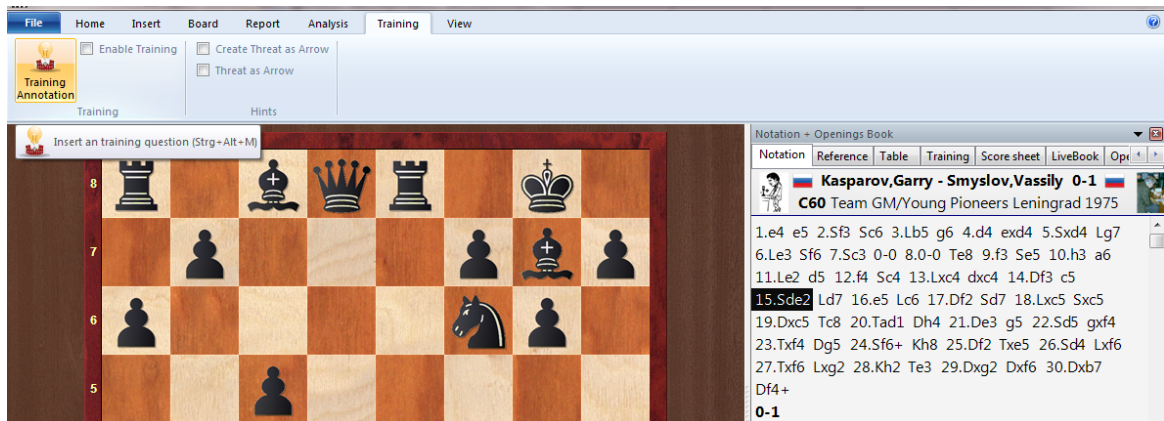 File Home Insert Board Report Analysis Training View
Enable Training Create Threat as Arrow
Threat as Arrow
Training
Annotation
Training Hints
Insert an training question (Strg+Alt+M)
8
7
6
5
Notation + Openings Book
Notation Reference Table Training Score sheet LiveBook Ope
Kasparov,Garry - Smyslov,Vassily 0-1
C60 Team GM/Young Pioneers Leningrad 1975
1.e4 e5 2.Sf3 Sc6 3.Lb5 g6 4.d4 exd4 5.Sxd4 Lg7
6.Le3 Sf6 7.Sc3 0-0 8.0-0 Te8 9.f3 Se5 10.h3 a6
11.Le2 d5 12.f4 Sc4 13.Lxc4 dxc4 14.Df3 c5
15.Sde2 Ld7 16.e5 Lc6 17.Df2 Sd7 18.Lxc5 Sxc5
19.Dxc5 Tc8 20.Tad1 Dh4 21.De3 g5 22.Sd5 gxf4
23.Txf4 Dg5 24.Sf6+ Kh8 25.Df2 Txe5 26.Sd4 Lxf6
27.Txf6 Lxg2 28.Kh2 Te3 29.Dxg2 Dxf6 30.Dxb7
Df4+
0-1